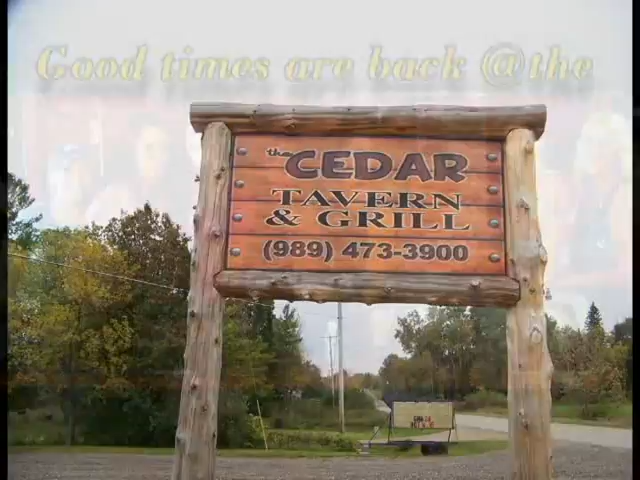 Good times are back @the
the CEDAR
TAVERN
& GRILL
(989) 473-3900